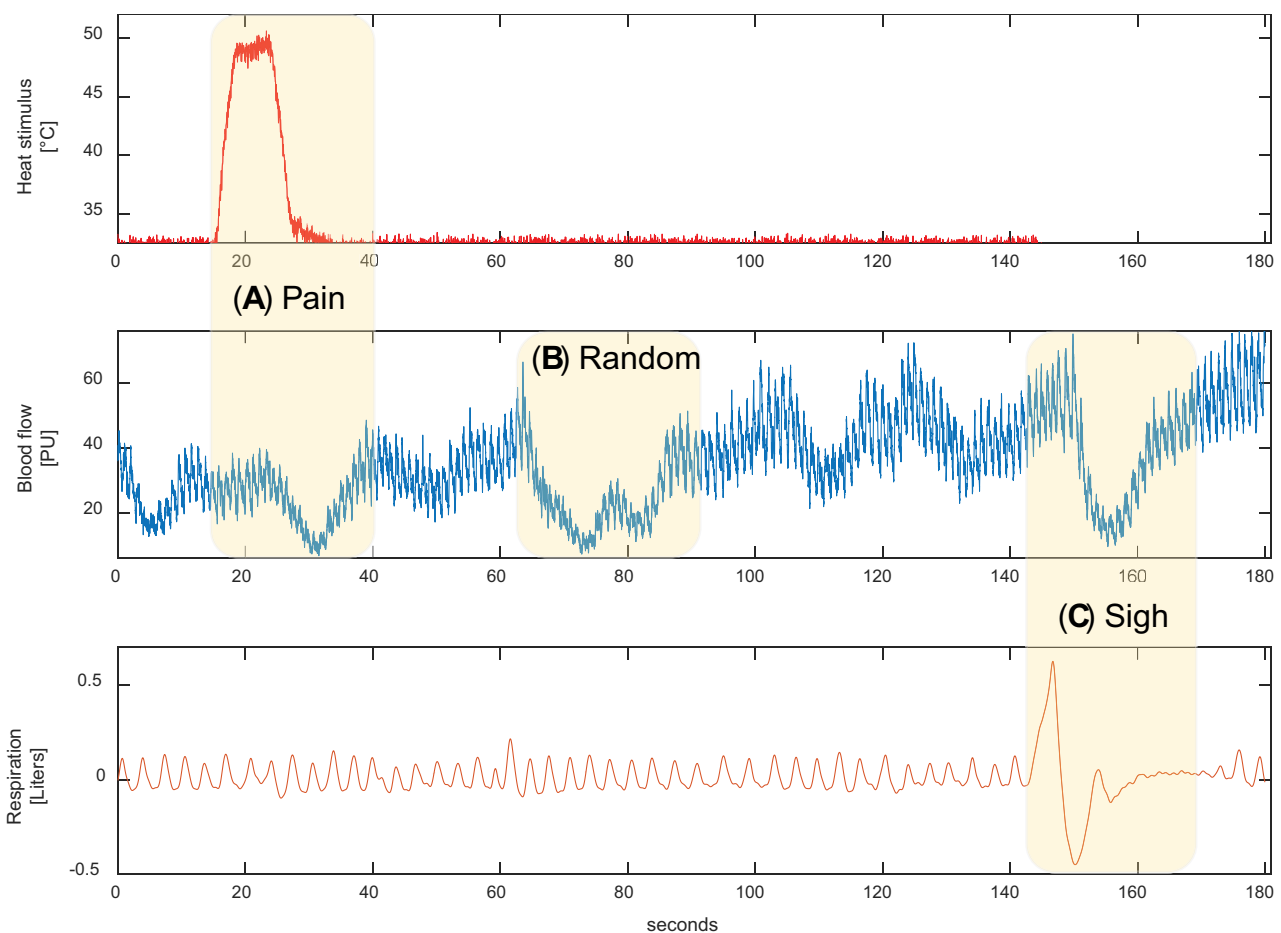 Heat stimulus
[°C]
50
45
40
35
0 20 40 60 80 100 120 140 160 180
(A) Pain
Blood flow
[PU]
60
40
20
(B) Random
0 20 40 60 80 100 120 140 160 180
(C) Sigh
Respiration
[Liters]
0.5
0
-0.5
0 20 40 60 80 100 120 140 160 180
seconds